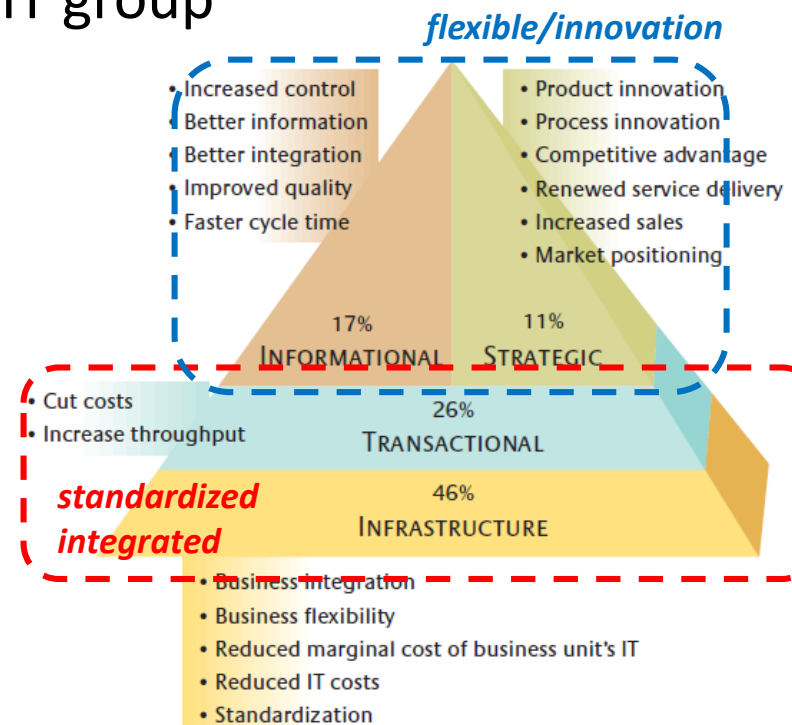 IT group
flexible/innovation
• Increased control
• Better information
• Better integration
• Improved quality
• Faster cycle time
• Product innovation
• Process innovation
• Competitive advantage
• Renewed service delivery
• Increased sales
• Market positioning
17%
INFORMATIONAL
11%
STRATEGIC
• Cut costs
• Increase throughput
26%
TRANSACTIONAL
standardized
integrated
46%
INFRASTRUCTURE
• Business integration
• Business flexibility
• Reduced marginal cost of business unit's IT
• Reduced IT costs
• Standardization